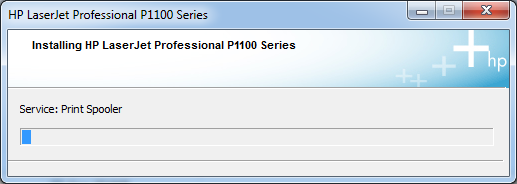 HP LaserJet Professional P1100 Series
Installing HP LaserJet Professional P1100 Series
hp
Service: Print Spooler